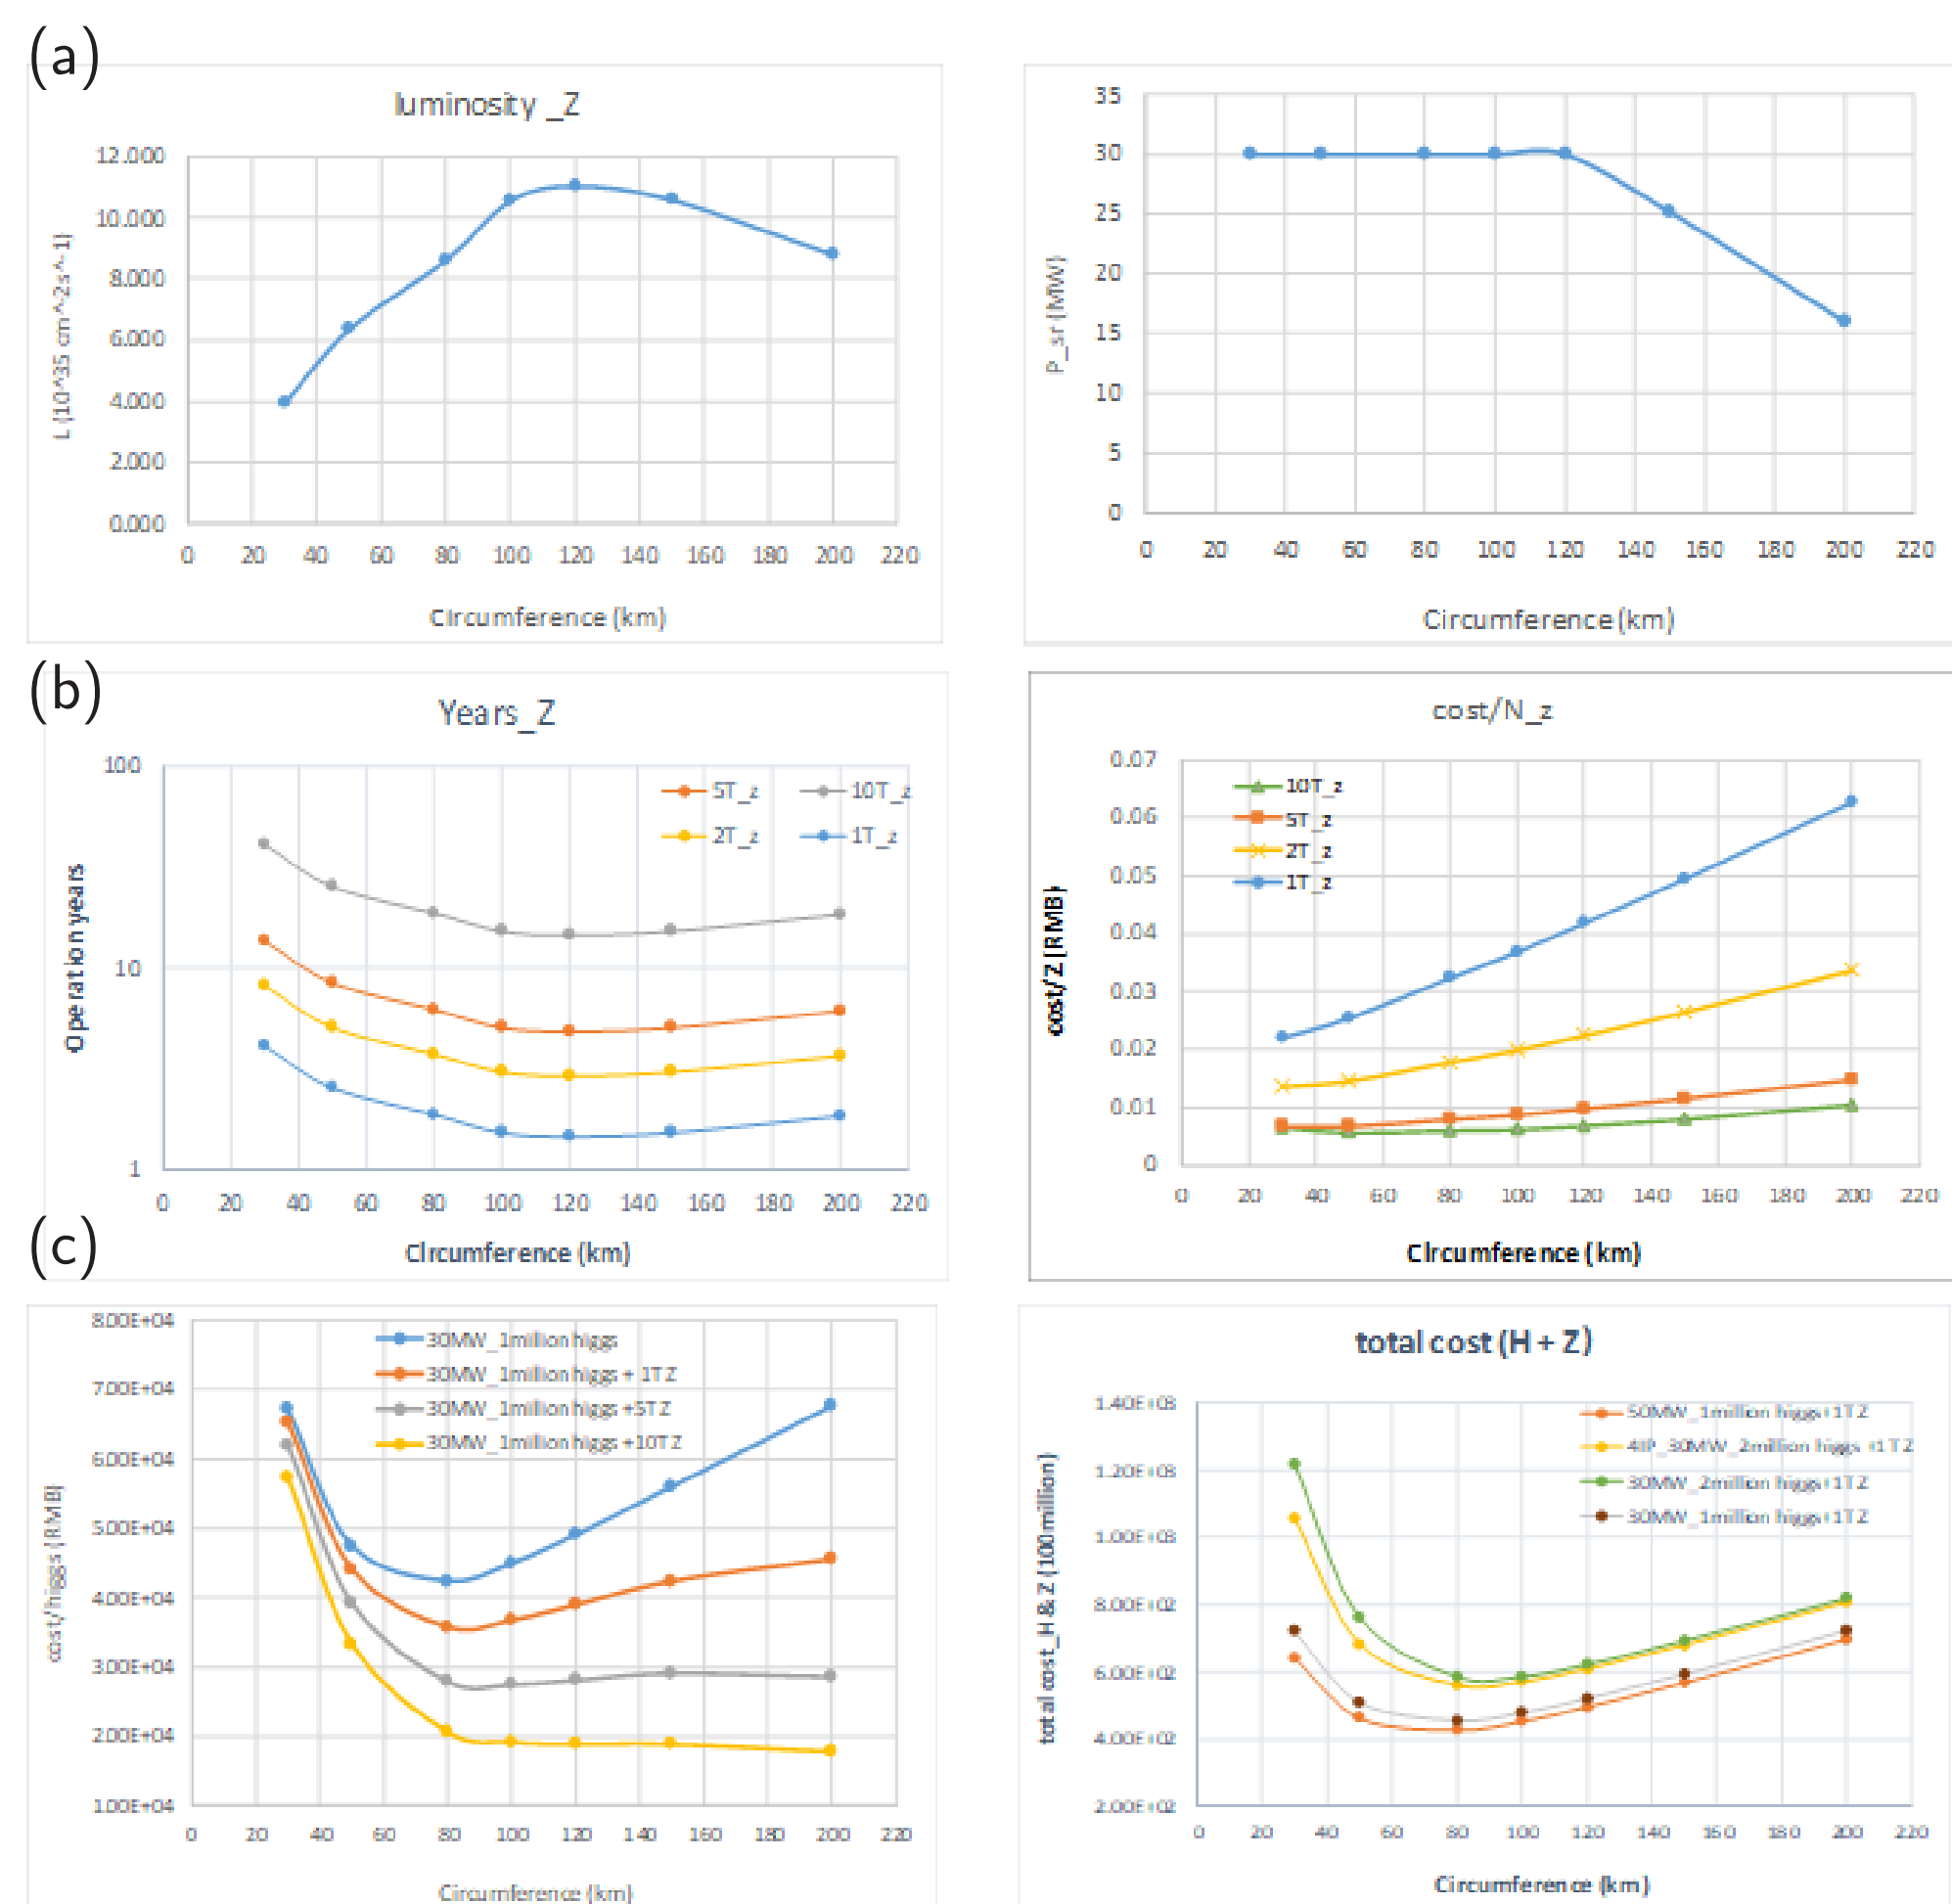 (a)
luminosity _Z
12.000
10.000
8.000
6.000
4.000
2.000
0.000
L (10^35 cm^-2s^-1)
0 20 40 60 80 100 120 140 160 180 200 220
Circumference (km)
35
30
25
20
15
10
5
0
P_sr (MW)
0 20 40 60 80 100 120 140 160 180 200 220
Circumference (km)
(b)
Years_Z
100
10
1
Operation years
5T_z 10T_z
2T_z 1T_z
0 20 40 60 80 100 120 140 160 180 200 220
Circumference (km)
cost/N_z
0.07
0.06
0.05
0.04
0.03
0.02
0.01
0
cost/Z (RMB)
10T_z
5T_z
2T_z
1T_z
0 20 40 60 80 100 120 140 160 180 200 220
Circumference (km)
(c)
8.00E+04
7.00E+04
6.00E+04
5.00E+04
4.00E+04
3.00E+04
2.00E+04
1.00E+04
cost/higgs (RMB)
30MW_1million higgs
30MW_1million higgs + 1TZ
30MW_1million higgs +5TZ
30MW_1million higgs +10TZ
0 20 40 60 80 100 120 140 160 180 200 220
Circumference (km)
total cost (H + Z)
1.40E+03
1.20E+03
1.00E+03
8.00E+02
6.00E+02
4.00E+02
2.00E+02
total cost_H & Z (100million)
50MW_1million higgs+1TZ
4IP_30MW_2million higgs +1TZ
30MW_2million higgs+1TZ
30MW_1million higgs+1TZ
0 20 40 60 80 100 120 140 160 180 200 220
Circumference (km)